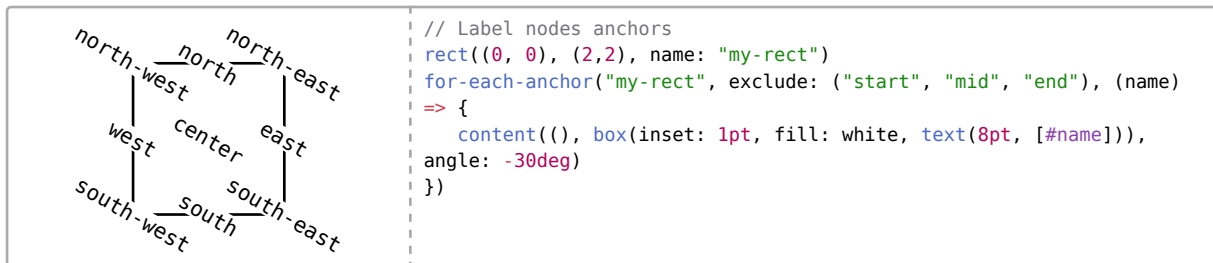 north-west
north
north-east
west
center
east
south-west
south
south-east
// Label nodes anchors
rect((0, 0), (2,2), name: "my-rect")
for-each-anchor("my-rect", exclude: ("start", "mid", "end"), (name)
=> {
   content((), box(inset: 1pt, fill: white, text(8pt, [#name])),
angle: -30deg)
})